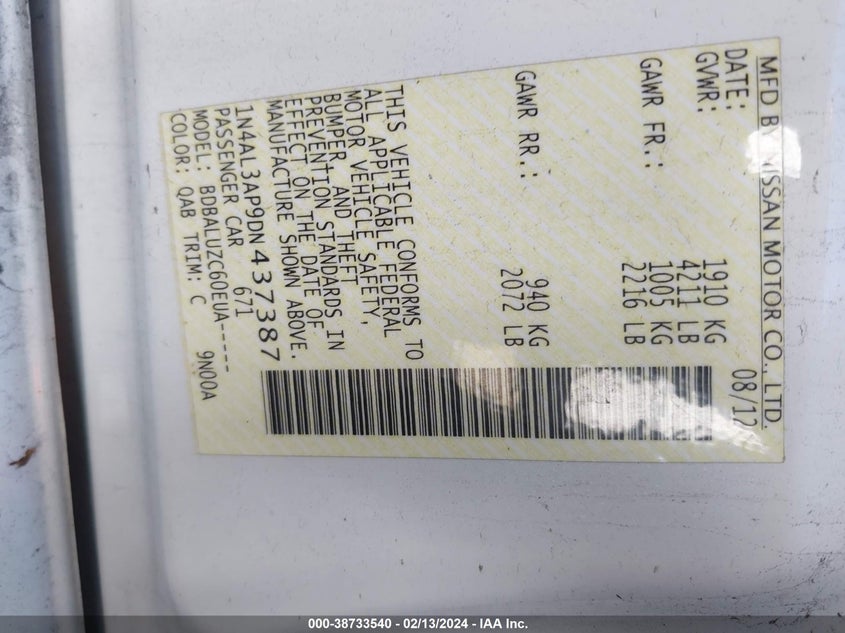 MFD BY NISSAN MOTOR CO., LTD.
DATE: 08/12
GVWR: 1910 KG
4211 LB
GAWR FR.: 1005 KG
2216 LB
GAWR RR.: 940 KG
2072 LB
THIS VEHICLE CONFORMS TO
ALL APPLICABLE FEDERAL
MOTOR VEHICLE SAFETY,
BUMPER, AND THEFT
PREVENTION STANDARDS IN
EFFECT ON THE DATE OF
MANUFACTURE SHOWN ABOVE.
1N4AL3AP9DN437387
PASSENGER CAR 671
MODEL: BDBALUZC60EUA-----
COLOR: QAB TRIM: C 9N00A
000-38733540 - 02/13/2024 - IAA Inc.